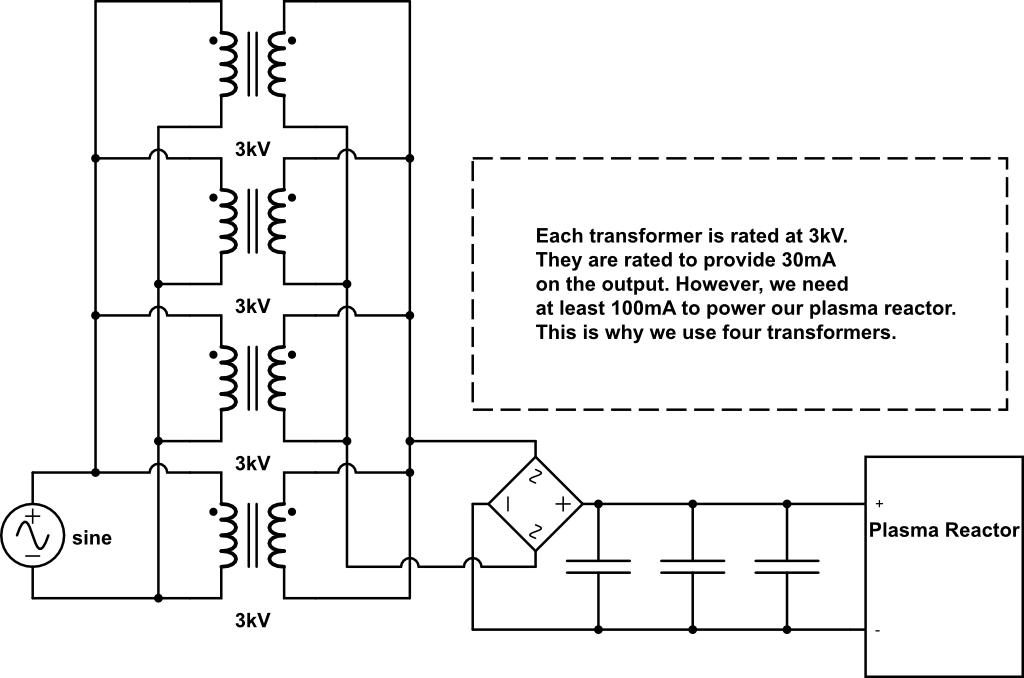 3kV
3kV
3kV
3kV
sine
Each transformer is rated at 3kV.
They are rated to provide 30mA
on the output. However, we need
at least 100mA to power our plasma reactor.
This is why we use four transformers.
+
Plasma Reactor
-